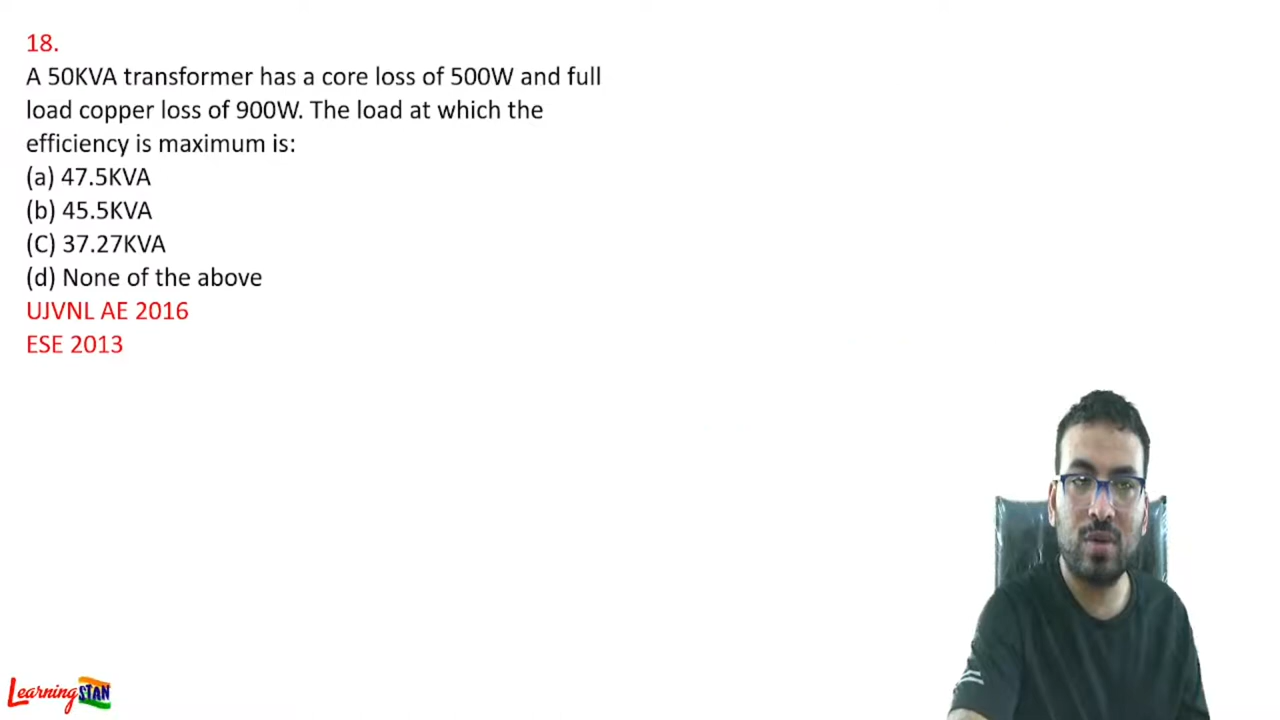 18.
A 50KVA transformer has a core loss of 500W and full
load copper loss of 900W. The load at which the
efficiency is maximum is:
(a) 47.5KVA
(b) 45.5KVA
(C) 37.27KVA
(d) None of the above
UJVNL AE 2016
ESE 2013
Learning STAN